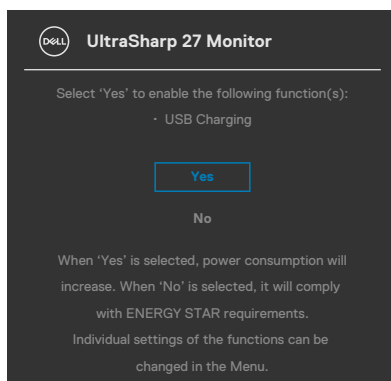 DELL UltraSharp 27 Monitor
Select ‘Yes’ to enable the following function(s):
· USB Charging
Yes
No
When ‘Yes’ is selected, power consumption will
increase. When ‘No’ is selected, it will comply
with ENERGY STAR requirements.
Individual settings of the functions can be
changed in the Menu.